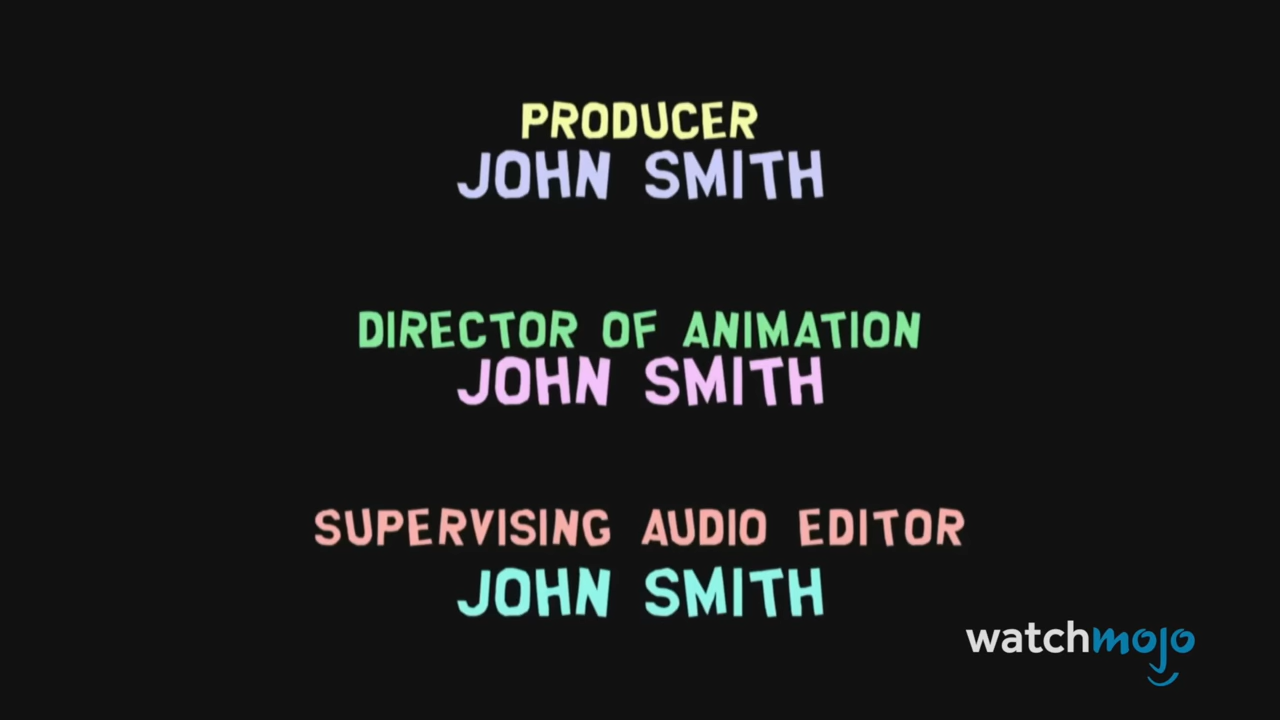 PRODUCER
JOHN SMITH
DIRECTOR OF ANIMATION
JOHN SMITH
SUPERVISING AUDIO EDITOR
JOHN SMITH
watchmojo